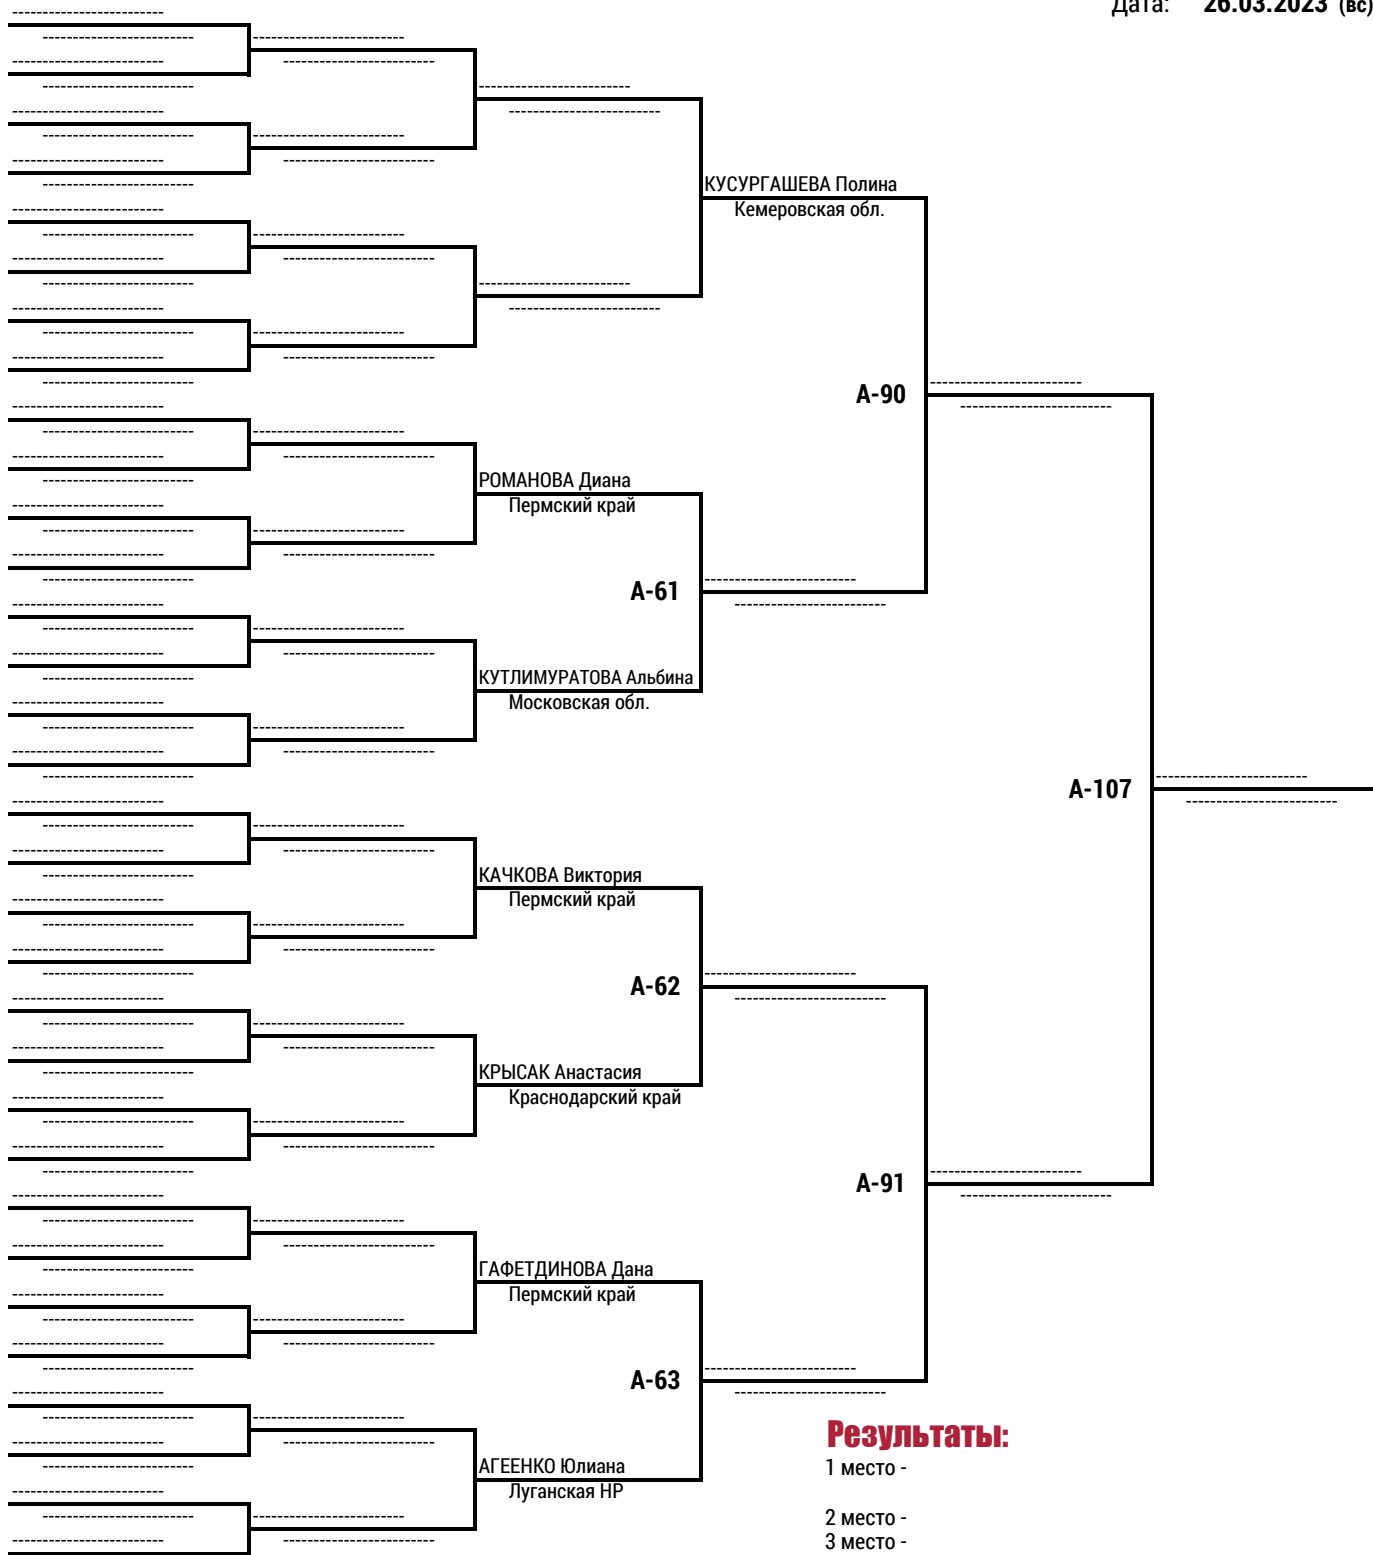 Дата: 26.03.2023 (вс)
КУСУРГАШЕВА Полина
Кемеровская обл.
A-90
РОМАНОВА Диана
Пермский край
A-61
КУТЛИМУРАТОВА Альбина
Московская обл.
A-107
КАЧКОВА Виктория
Пермский край
A-62
КРЫСАК Анастасия
Краснодарский край
A-91
ГАФЕТДИНОВА Дана
Пермский край
A-63
Результаты:
АГЕЕНКО Юлиана
1 место -
Луганская НР
2 место -
3 место -